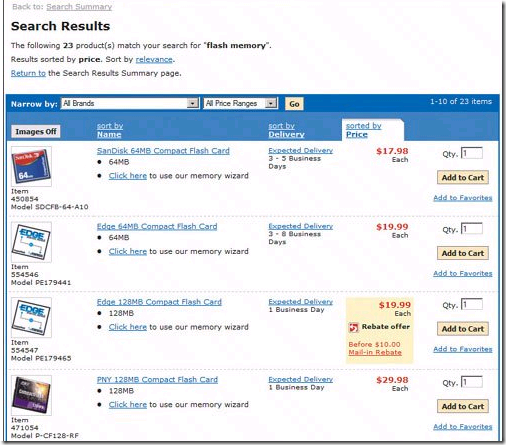 Back to: Search Summary
Search Results
The following 23 product(s) match your search for "flash memory".
Results sorted by price. Sort by relevance.
Return to the Search Results Summary page.
Narrow by: All Brands All Price Ranges Go 1-10 of 23 items
Images Off
sort by
Name
sort by
Delivery
sorted by
Price
SanDisk
64
Item
450854
Model SDCFB-64-A10
SanDisk 64MB Compact Flash Card
• 64MB
• Click here to use our memory wizard
Expected Delivery
3 - 5 Business
Days
$17.98
Each
Qty. 1
Add to Cart
Add to Favorites
EDGE
Item
554546
Model PE179441
Edge 64MB Compact Flash Card
• 64MB
• Click here to use our memory wizard
Expected Delivery
3 - 8 Business
Days
$19.99
Each
Qty. 1
Add to Cart
Add to Favorites
EDGE
Item
554547
Model PE179465
Edge 128MB Compact Flash Card
• 128MB
• Click here to use our memory wizard
Expected Delivery
1 Business Day
$19.99
Each
Rebate offer
Before $10.00
Mail-in Rebate
Qty. 1
Add to Cart
Add to Favorites
Item
471054
Model P-CF128-RF
PNY 128MB Compact Flash Card
• 128MB
• Click here to use our memory wizard
Expected Delivery
1 Business Day
$29.98
Each
Qty. 1
Add to Cart
Add to Favorites